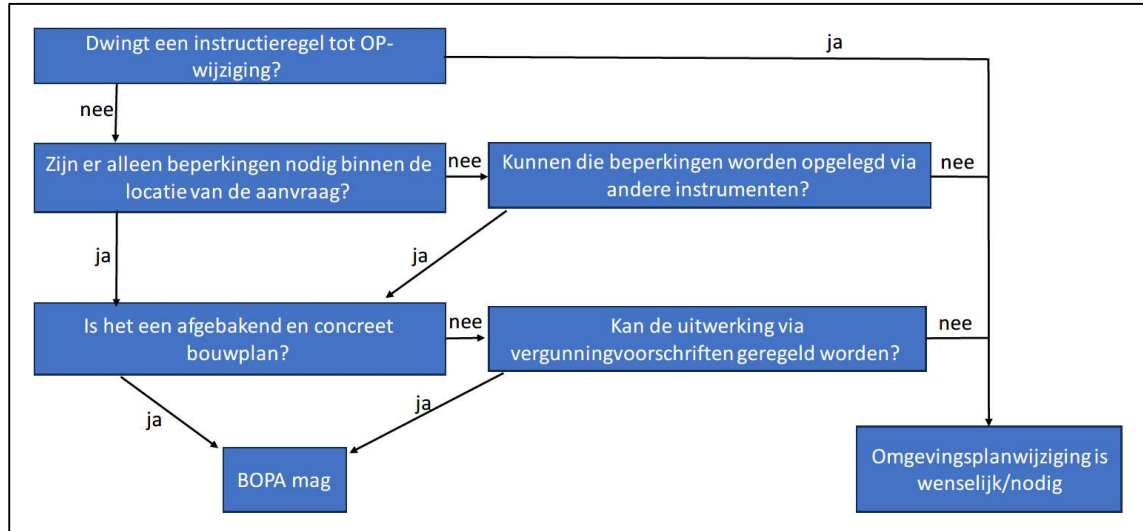 Dwingt een instructieregel tot OP-
wijziging?
ja
nee
Zijn er alleen beperkingen nodig binnen de
locatie van de aanvraag?
nee
Kunnen die beperkingen worden opgelegd via
andere instrumenten?
nee
ja
ja
Is het een afgebakend en concreet
bouwplan?
nee
Kan de uitwerking via
vergunningvoorschriften geregeld worden?
nee
ja
ja
BOPA mag
Omgevingsplanwijziging is
wenselijk/nodig